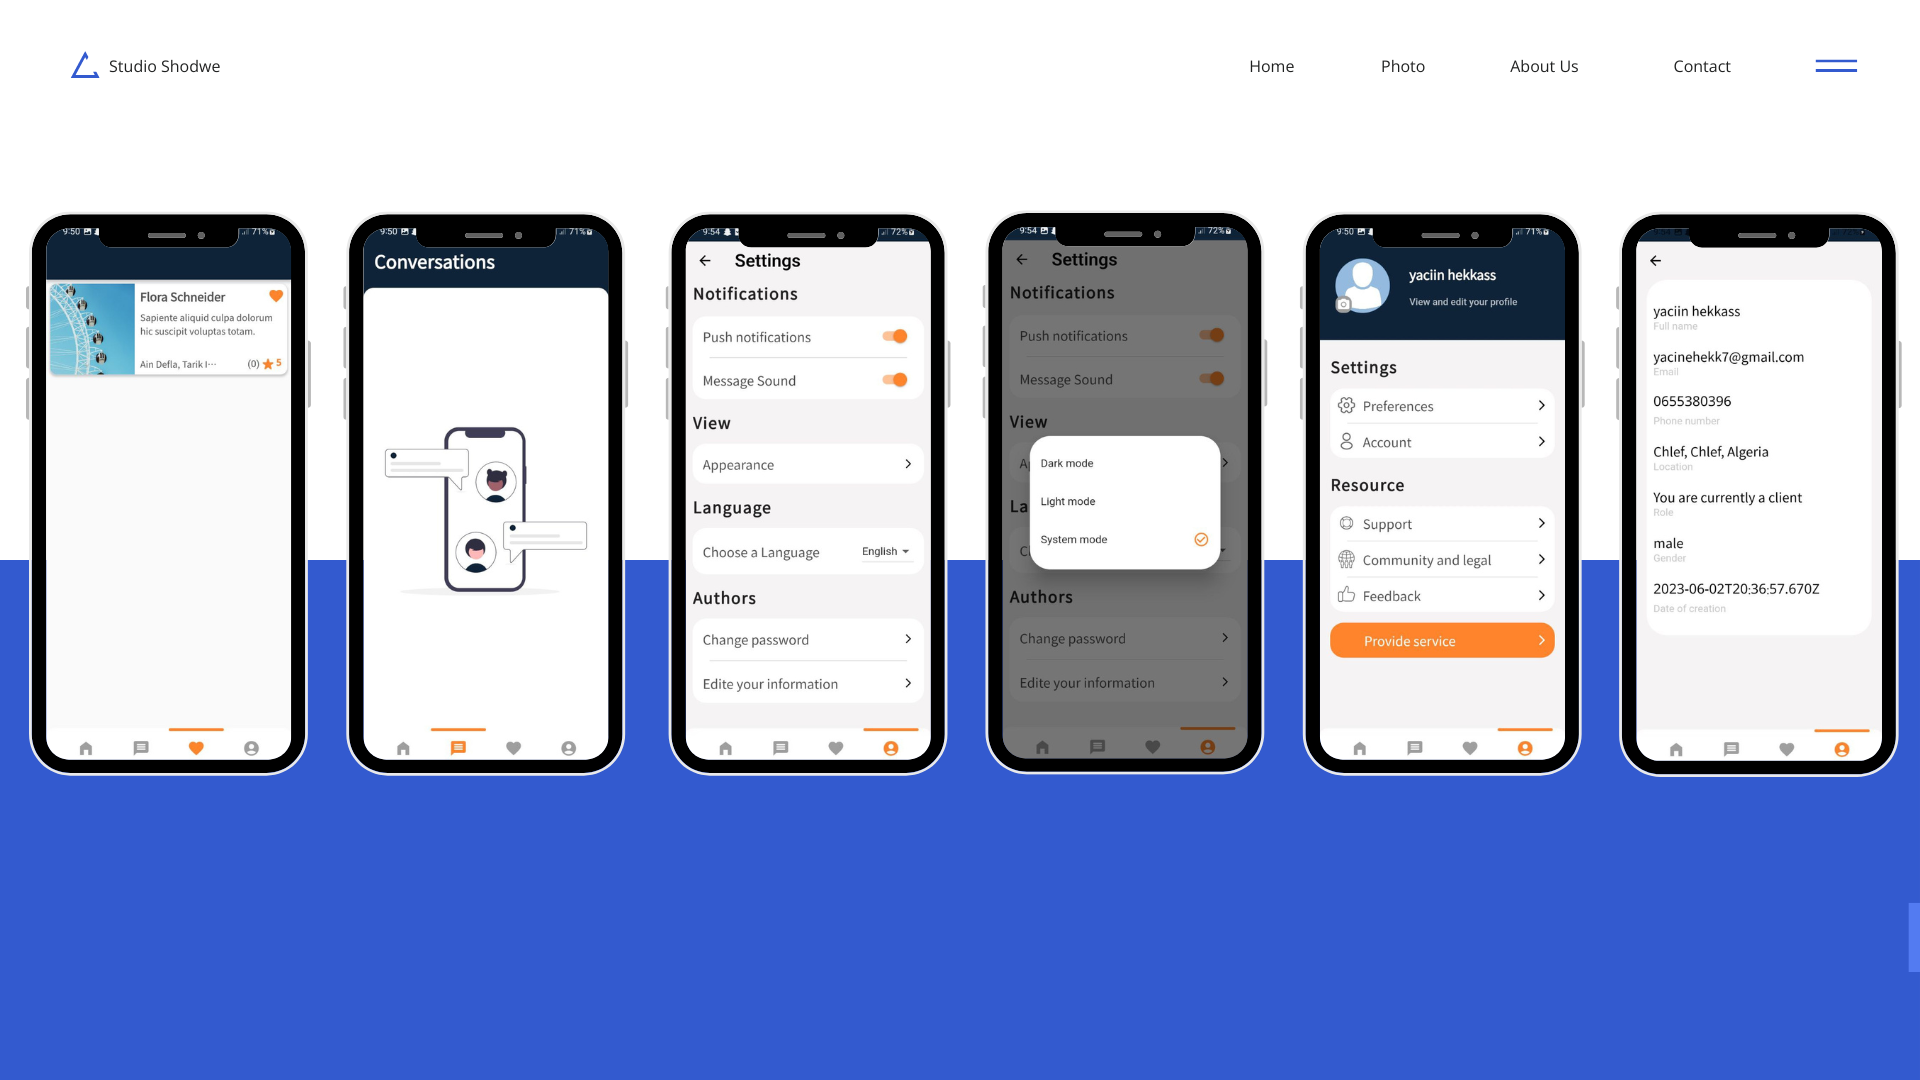 Studio Shodwe
Home
Photo
About Us
Contact
9:50
71%
Flora Schneider
Sapiente aliquid culpa dolorum
hic suscipit voluptas totam.
Ain Defla, Tarik I...
(0) 5
9:50
71%
Conversations
9:54
72%
Settings
Notifications
Push notifications
Message Sound
View
Appearance
Language
Choose a Language
English
Authors
Change password
Edite your information
9:54
72%
Settings
Notifications
Push notifications
Message Sound
View
Dark mode
Light mode
System mode
Authors
Change password
Edite your information
9:50
71%
yaciin hekkass
View and edit your profile
Settings
Preferences
Account
Resource
Support
Community and legal
Feedback
Provide service
yaciin hekkass
Full name
yacinehekk7@gmail.com
Email
0655380396
Phone number
Chlef, Chlef, Algeria
Location
You are currently a client
Role
male
Gender
2023-06-02T20:36:57.670Z
Date of creation